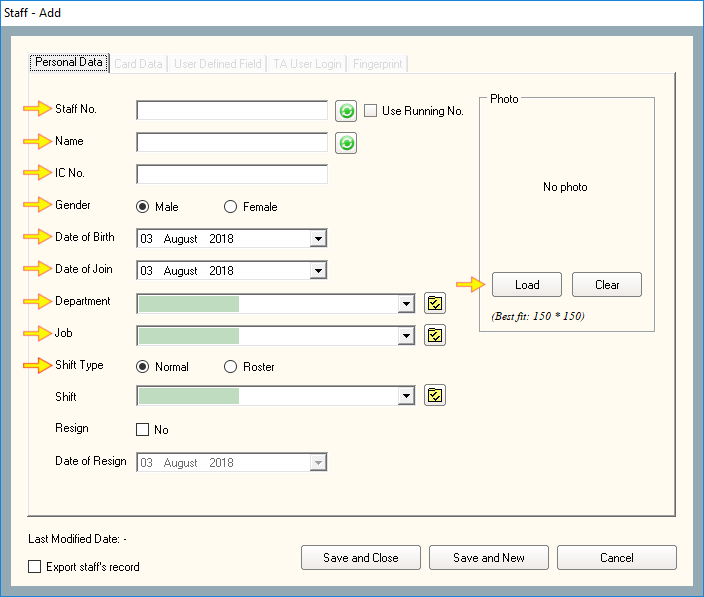 Staff - Add
Personal Data Card Data User Defined Field TA User Login Fingerprint
Staff No. Use Running No.
Name
IC No.
Gender Male Female
Date of Birth 03 August 2018
Date of Join 03 August 2018
Department
Job
Shift Type Normal Roster
Shift
Resign No
Date of Resign 03 August 2018
Photo
No photo
Load Clear
(Best fit: 150 * 150)
Last Modified Date: -
Export staff's record
Save and Close Save and New Cancel